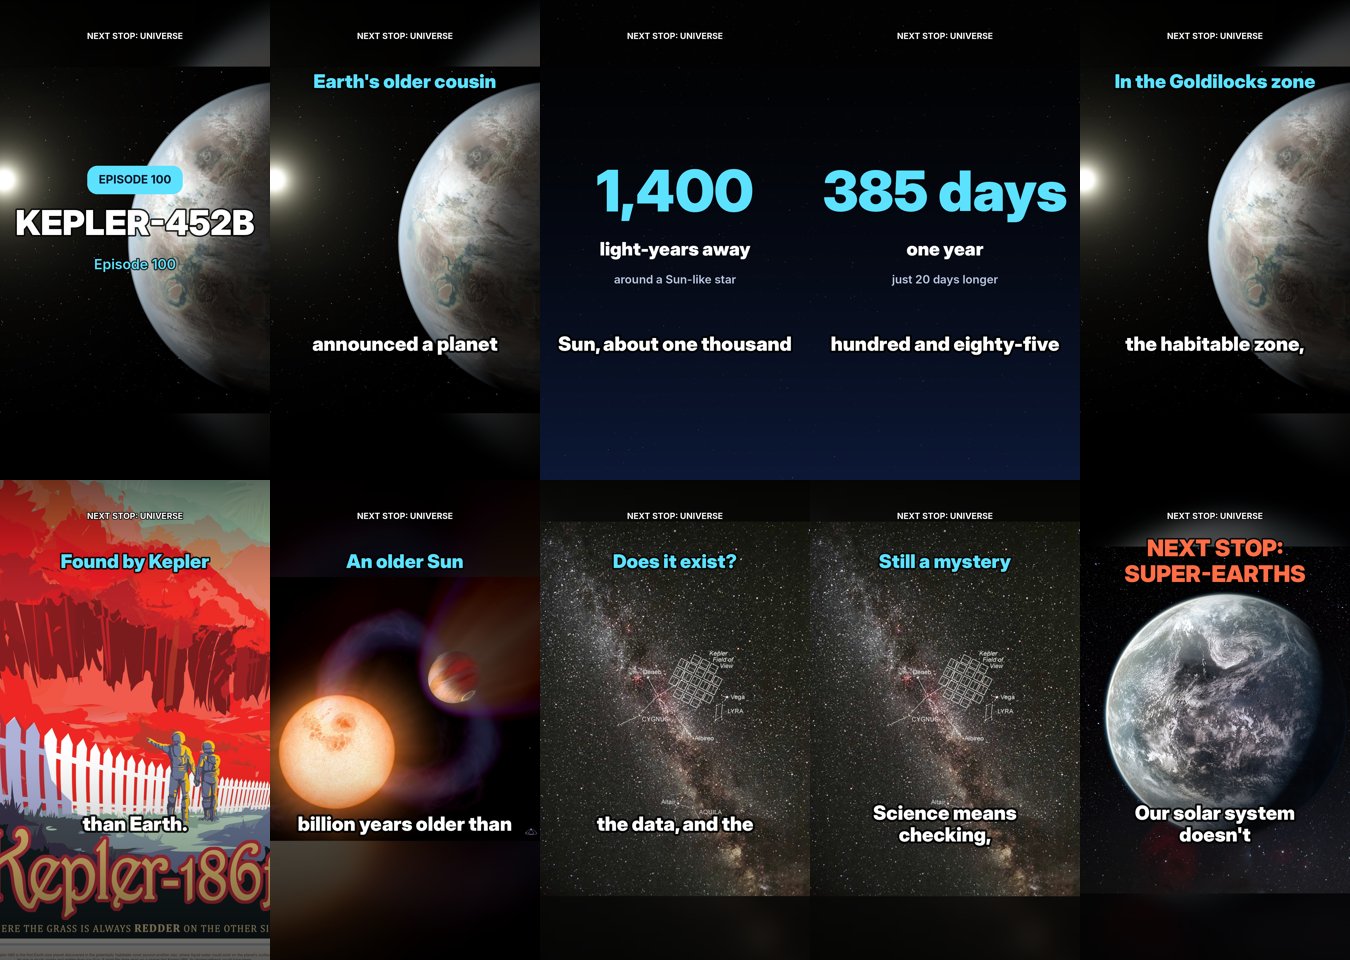 NEXT STOP: UNIVERSE
EPISODE 100
KEPLER-452B
Episode 100
NEXT STOP: UNIVERSE
Earth's older cousin
announced a planet
NEXT STOP: UNIVERSE
1,400
light-years away
around a Sun-like star
Sun, about one thousand
NEXT STOP: UNIVERSE
385 days
one year
just 20 days longer
hundred and eighty-five
NEXT STOP: UNIVERSE
In the Goldilocks zone
the habitable zone,
NEXT STOP: UNIVERSE
Found by Kepler
than Earth.
Kepler-186f
ERE THE GRASS IS ALWAYS REDDER ON THE OTHER SI
NEXT STOP: UNIVERSE
An older Sun
billion years older than
NEXT STOP: UNIVERSE
Does it exist?
Kepler
Field of
View
Deneb
Vega
LYRA
CYGNUS
Albireo
Altair
AQUILA
the data, and the
NEXT STOP: UNIVERSE
Still a mystery
Kepler
Field of
View
Deneb
Vega
LYRA
CYGNUS
Albireo
Altair
Science means
checking,
NEXT STOP: UNIVERSE
NEXT STOP:
SUPER-EARTHS
Our solar system
doesn't